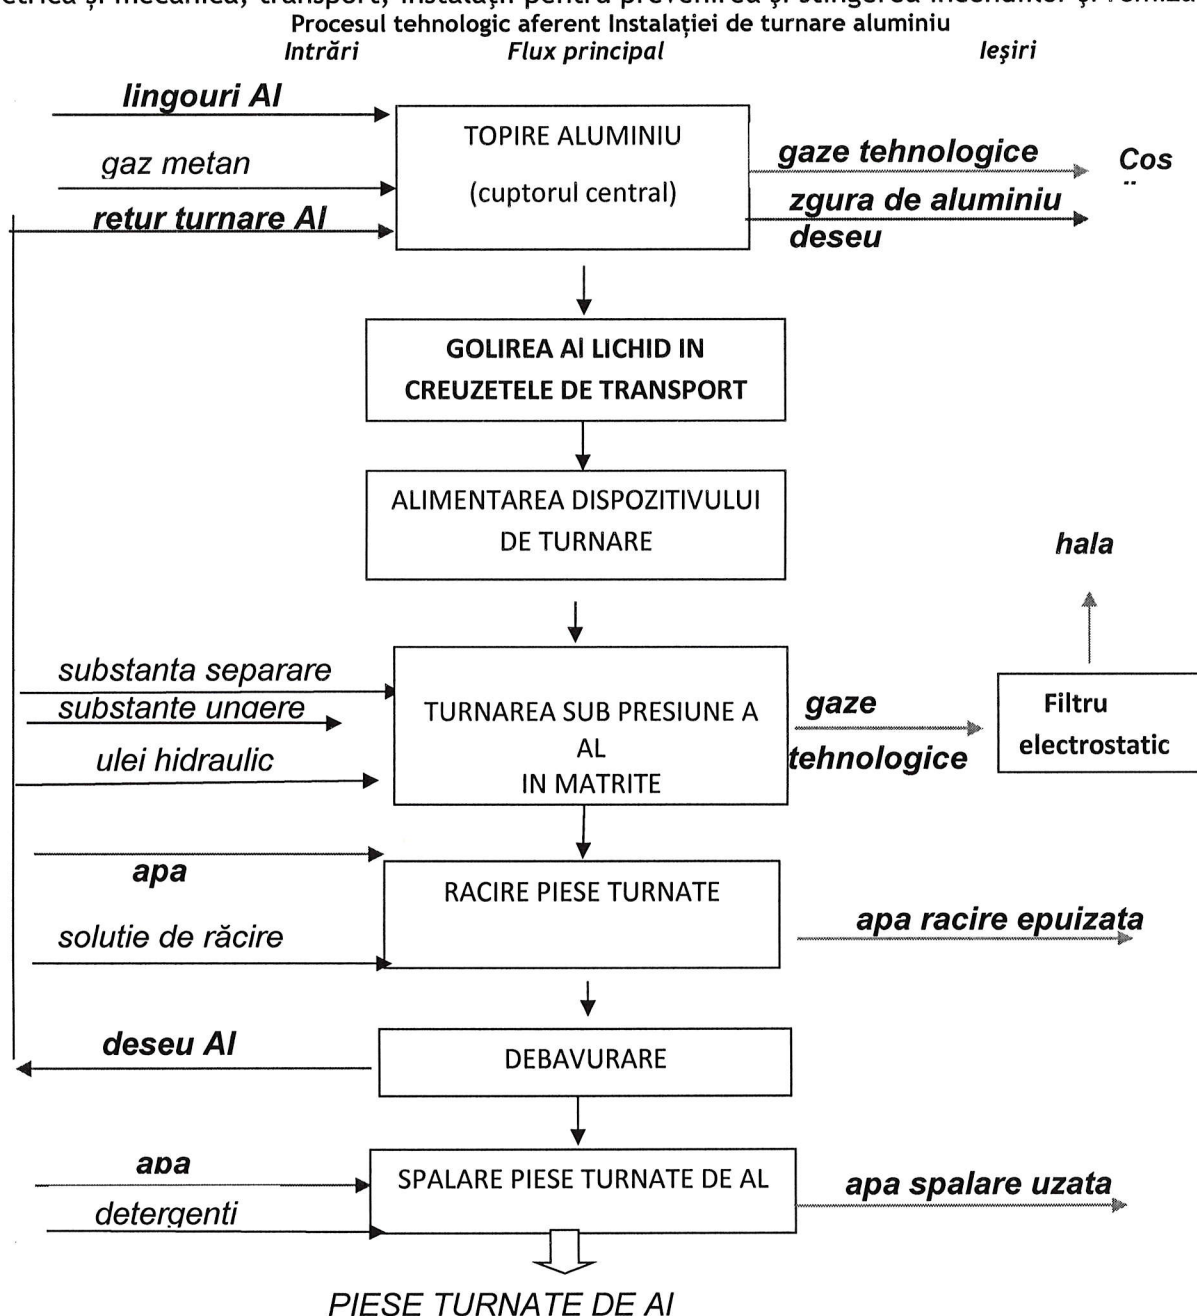 Procesul tehnologic aferent Instalației de turnare aluminiu
Intrări Flux principal Ieşiri
lingouri Al
gaz metan
retur turnare Al
TOPIRE ALUMINIU
(cuptorul central)
gaze tehnologice
Cos
zgura de aluminiu
deseu
GOLIREA Al LICHID IN
CREUZETELE DE TRANSPORT
ALIMENTAREA DISPOZITIVULUI
DE TURNARE
hala
substanta separare
substante ungere
ulei hidraulic
TURNAREA SUB PRESIUNE A
AL
IN MATRITE
gaze
tehnologice
Filtru
electrostatic
apa
solutie de răcire
RACIRE PIESE TURNATE
apa racire epuizata
deseu Al
DEBAVURARE
apa
detergenti
SPALARE PIESE TURNATE DE AL
apa spalare uzata
PIESE TURNATE DE Al